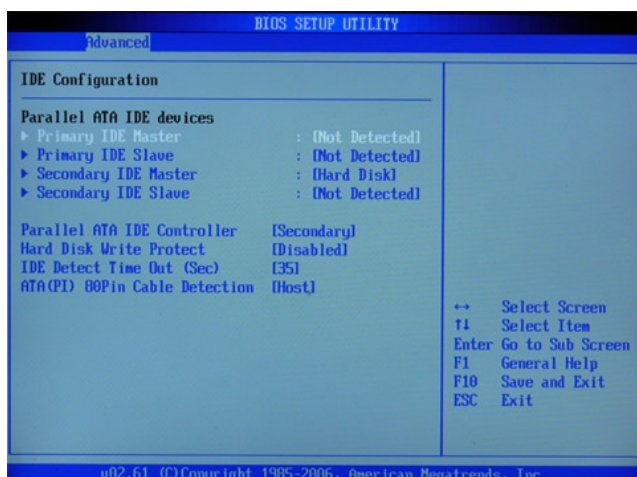 BIOS SETUP UTILITY
Advanced
IDE Configuration
Parallel ATA IDE devices
▶ Primary IDE Master : [Not Detected]
▶ Primary IDE Slave : [Not Detected]
▶ Secondary IDE Master : [Hard Disk]
▶ Secondary IDE Slave : [Not Detected]
Parallel ATA IDE Controller [Secondary]
Hard Disk Write Protect [Disabled]
IDE Detect Time Out (Sec) [35]
ATA(PI) 80Pin Cable Detection [Host]
↔ Select Screen
↑↓ Select Item
Enter Go to Sub Screen
F1 General Help
F10 Save and Exit
ESC Exit
v02.61 (C)Copyright 1985-2006, American Megatrends, Inc.